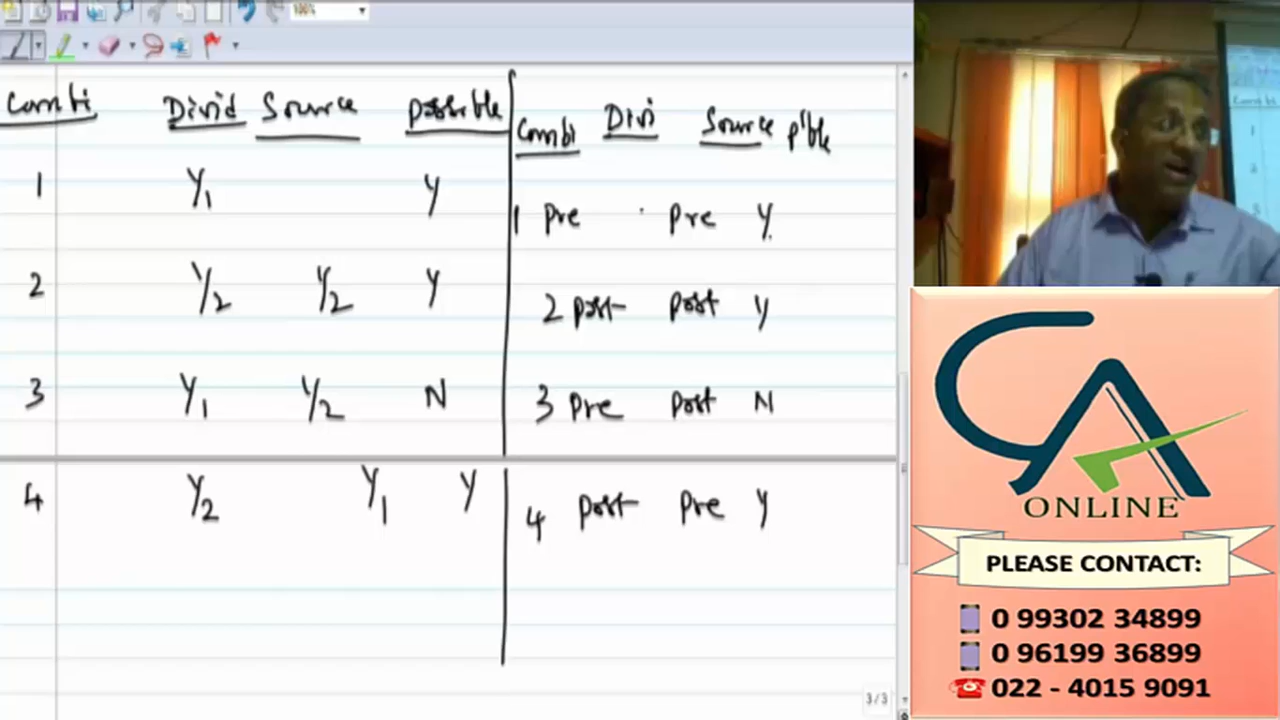 100%
Combi Divid Source possible
1 Y1 Y
2 Y2 Y2 Y
3 Y1 Y2 N
4 Y2 Y1 Y
Combi Divi Source p'ble
1 Pre Pre Y
2 post post Y
3 Pre post N
4 post pre Y
3/3
CA
ONLINE
PLEASE CONTACT:
0 99302 34899
0 96199 36899
022 - 4015 9091